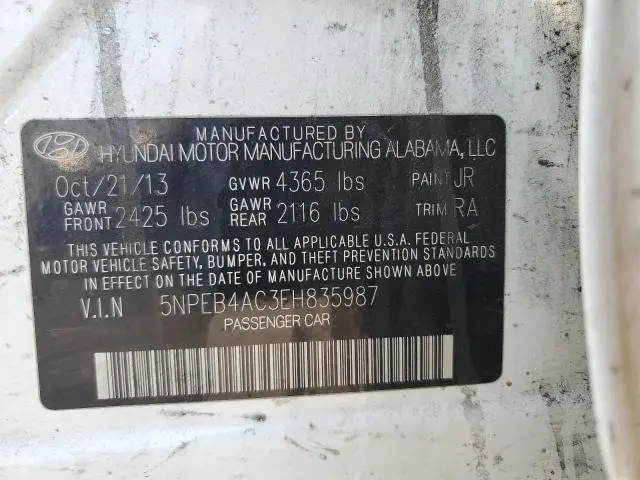 MANUFACTURED BY
HYUNDAI MOTOR MANUFACTURING ALABAMA, LLC
Oct/21/13 GVWR 4365 lbs PAINT JR
GAWR FRONT 2425 lbs GAWR REAR 2116 lbs TRIM RA
THIS VEHICLE CONFORMS TO ALL APPLICABLE U.S.A. FEDERAL
MOTOR VEHICLE SAFETY, BUMPER, AND THEFT PREVENTION STANDARDS
IN EFFECT ON THE DATE OF MANUFACTURE SHOWN ABOVE
V.I.N 5NPEB4AC3EH835987
PASSENGER CAR